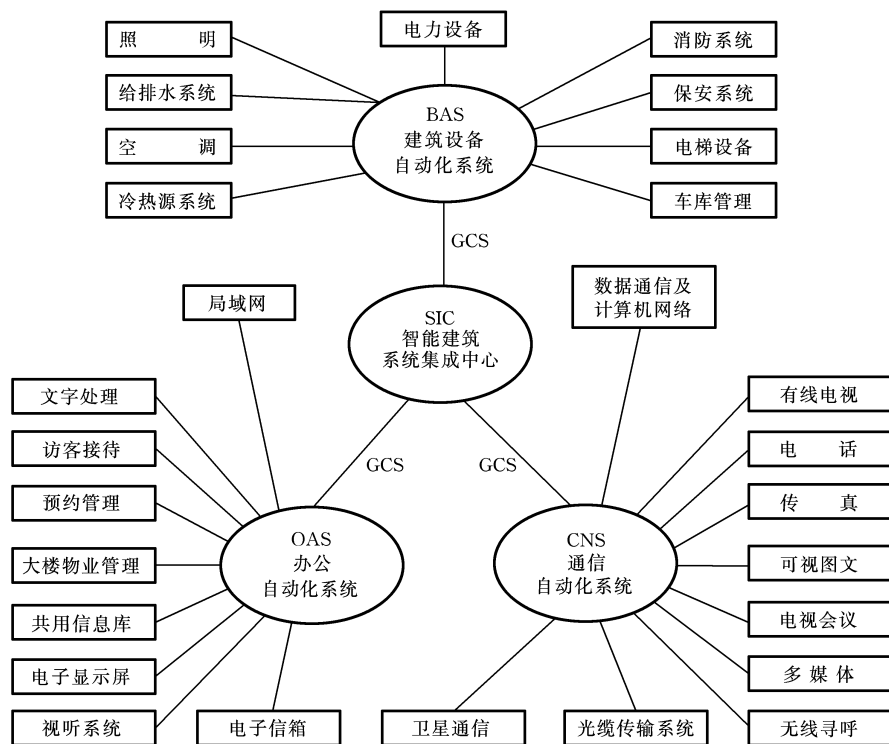 照明
电力设备
消防系统
给排水系统
保安系统
空调
电梯设备
冷热源系统
车库管理
BAS
建筑设备
自动化系统
GCS
局域网
数据通信及
计算机网络
SIC
智能建筑
系统集成中心
GCS
GCS
文字处理
访客接待
预约管理
大楼物业管理
共用信息库
电子显示屏
视听系统
电子信箱
OAS
办公
自动化系统
CNS
通信
自动化系统
有线电视
电话
传真
可视图文
电视会议
多媒体
无线寻呼
卫星通信
光缆传输系统